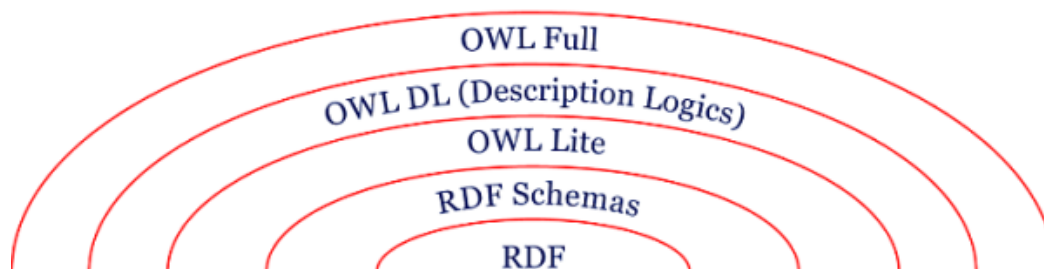 OWL Full
OWL DL (Description Logics)
OWL Lite
RDF Schemas
RDF